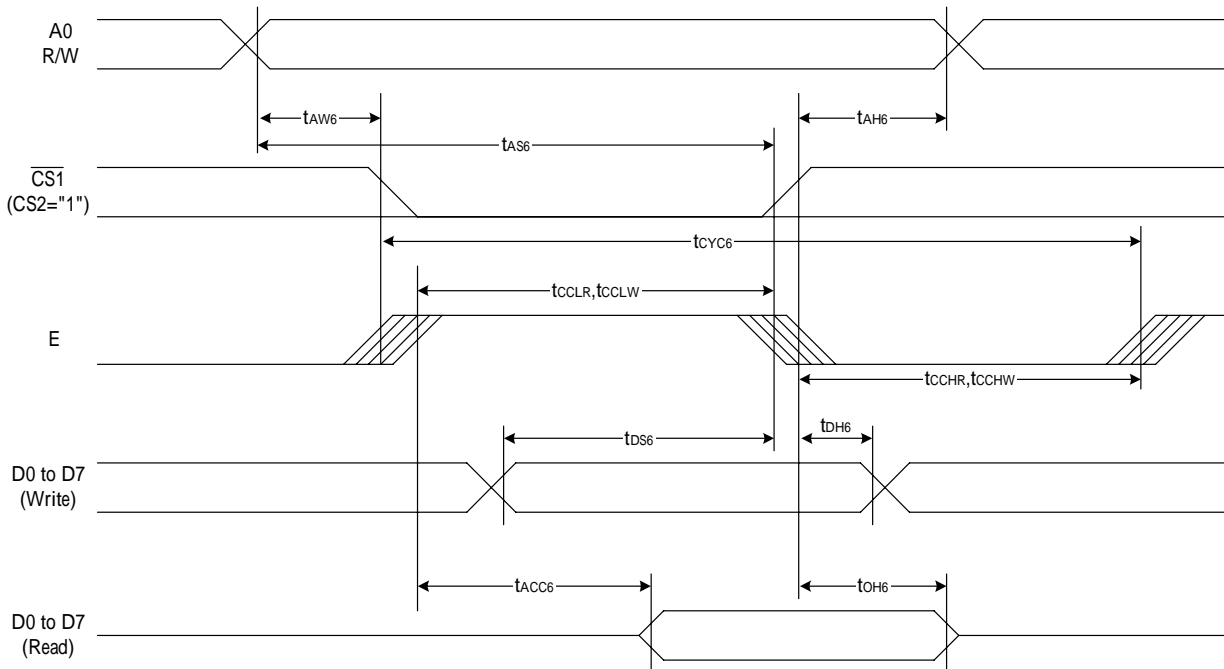 A0
R/W
tAW6
tAH6
tAS6
CS1
(CS2="1")
tCYC6
tCCLR,tCCLW
E
tCCHR,tCCHW
tDS6
tDH6
D0 to D7
(Write)
tACC6
tOH6
D0 to D7
(Read)